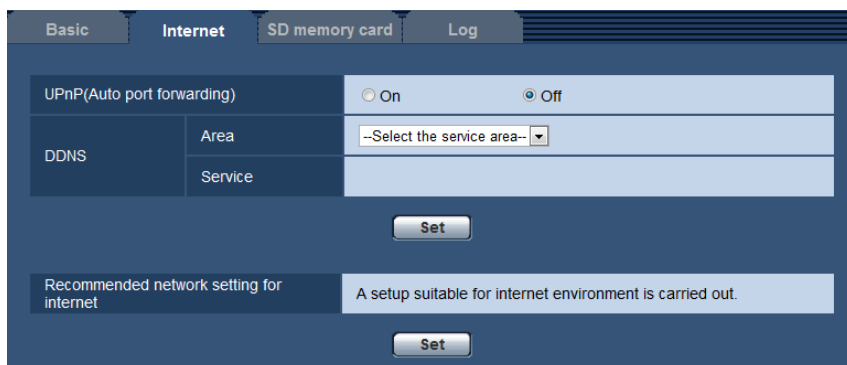 Basic
Internet
SD memory card
Log
UPnP(Auto port forwarding)
On
Off
DDNS
Area
--Select the service area--
Service
Set
Recommended network setting for
internet
A setup suitable for internet environment is carried out.
Set